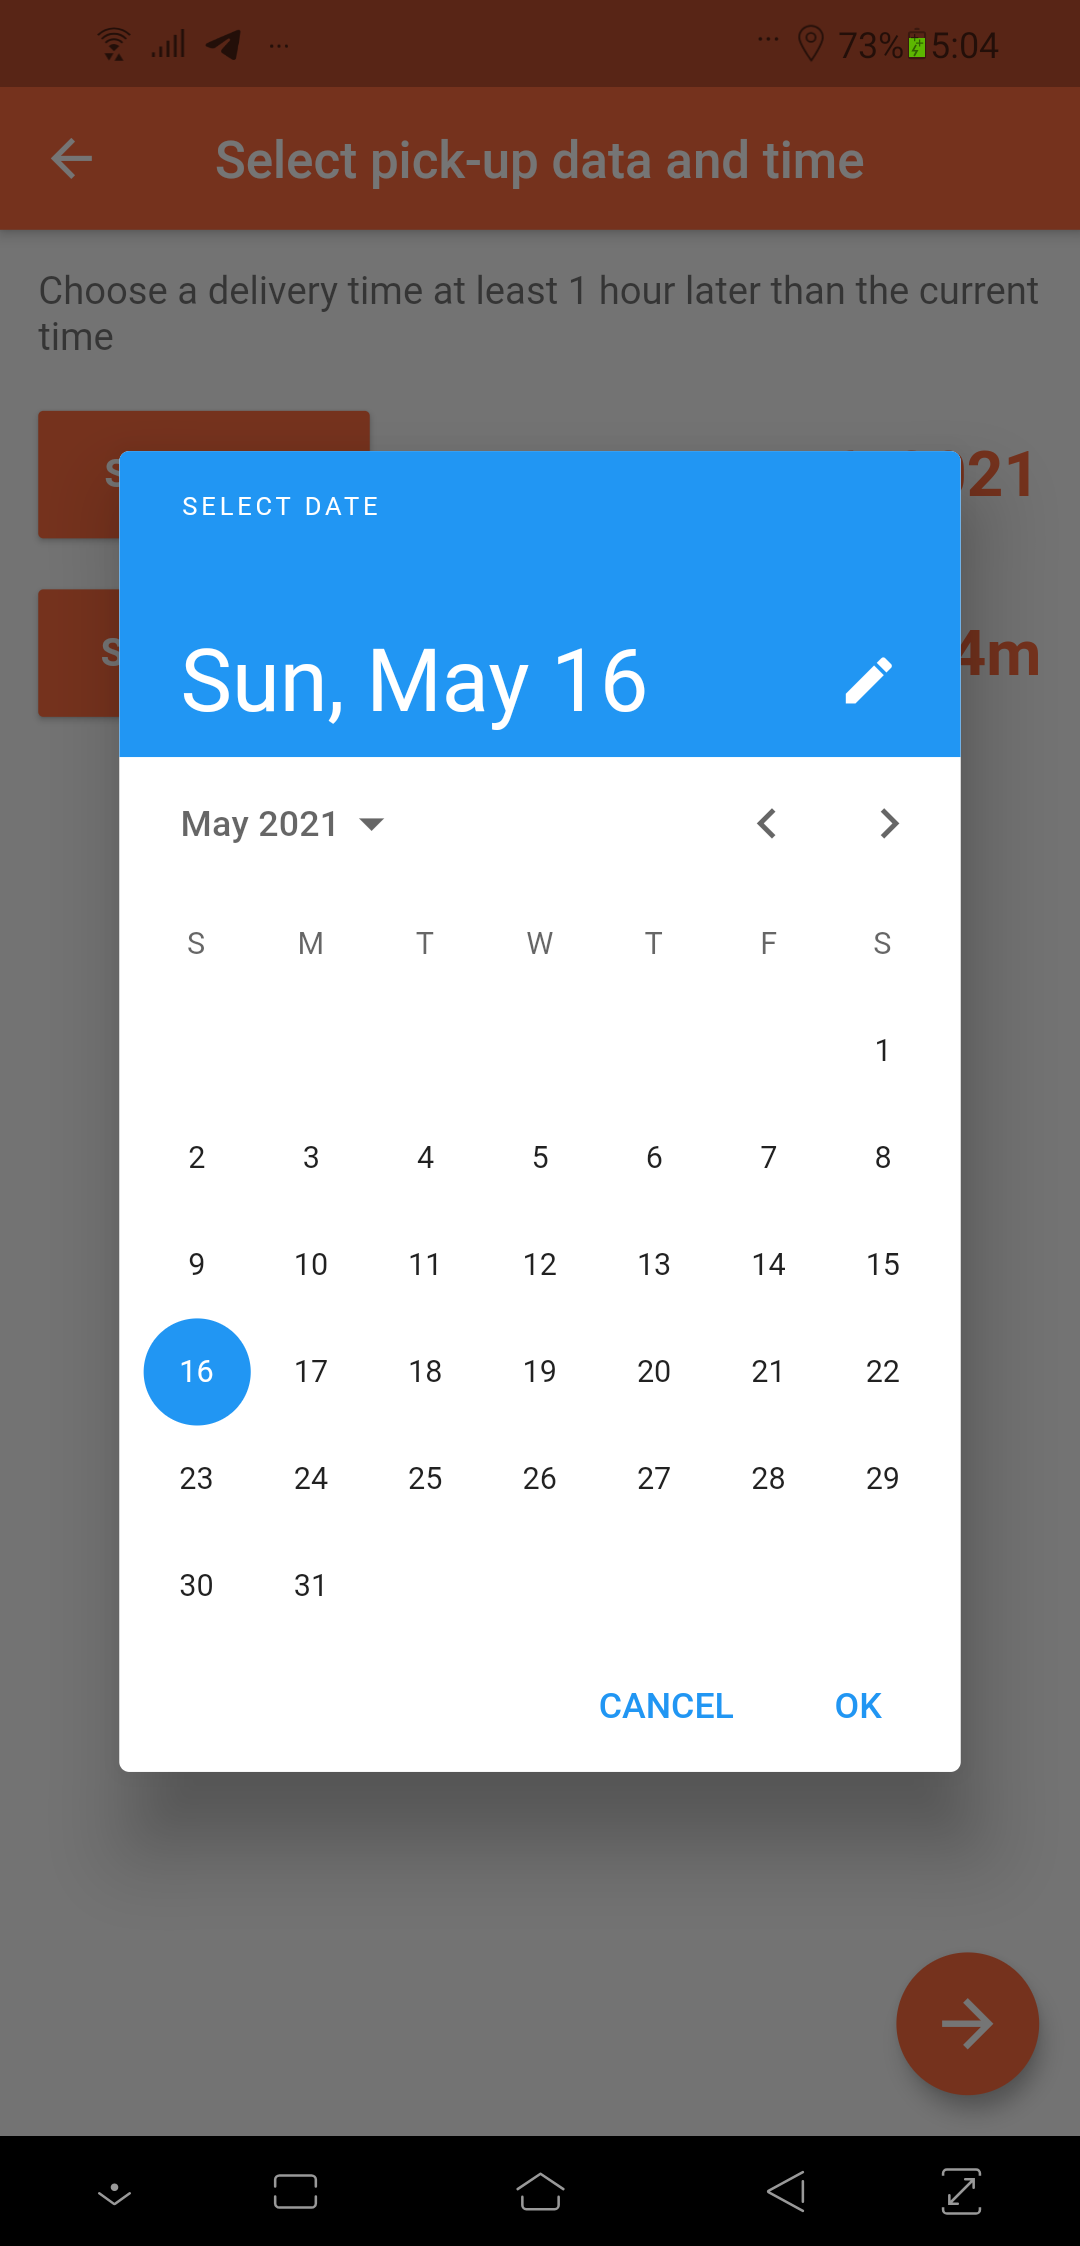 ... ... 73% 5:04
Select pick-up data and time
Choose a delivery time at least 1 hour later than the current
time
S 021
SELECT DATE
S 4m
Sun, May 16
May 2021
S M T W T F S
1
2 3 4 5 6 7 8
9 10 11 12 13 14 15
16 17 18 19 20 21 22
23 24 25 26 27 28 29
30 31
CANCEL OK